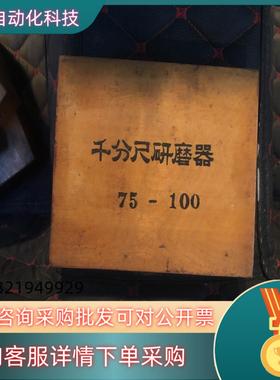 自动化科技
千分尺研磨器
75-100
321949929
咨询采购批发可对公开票
客服详情下单采购